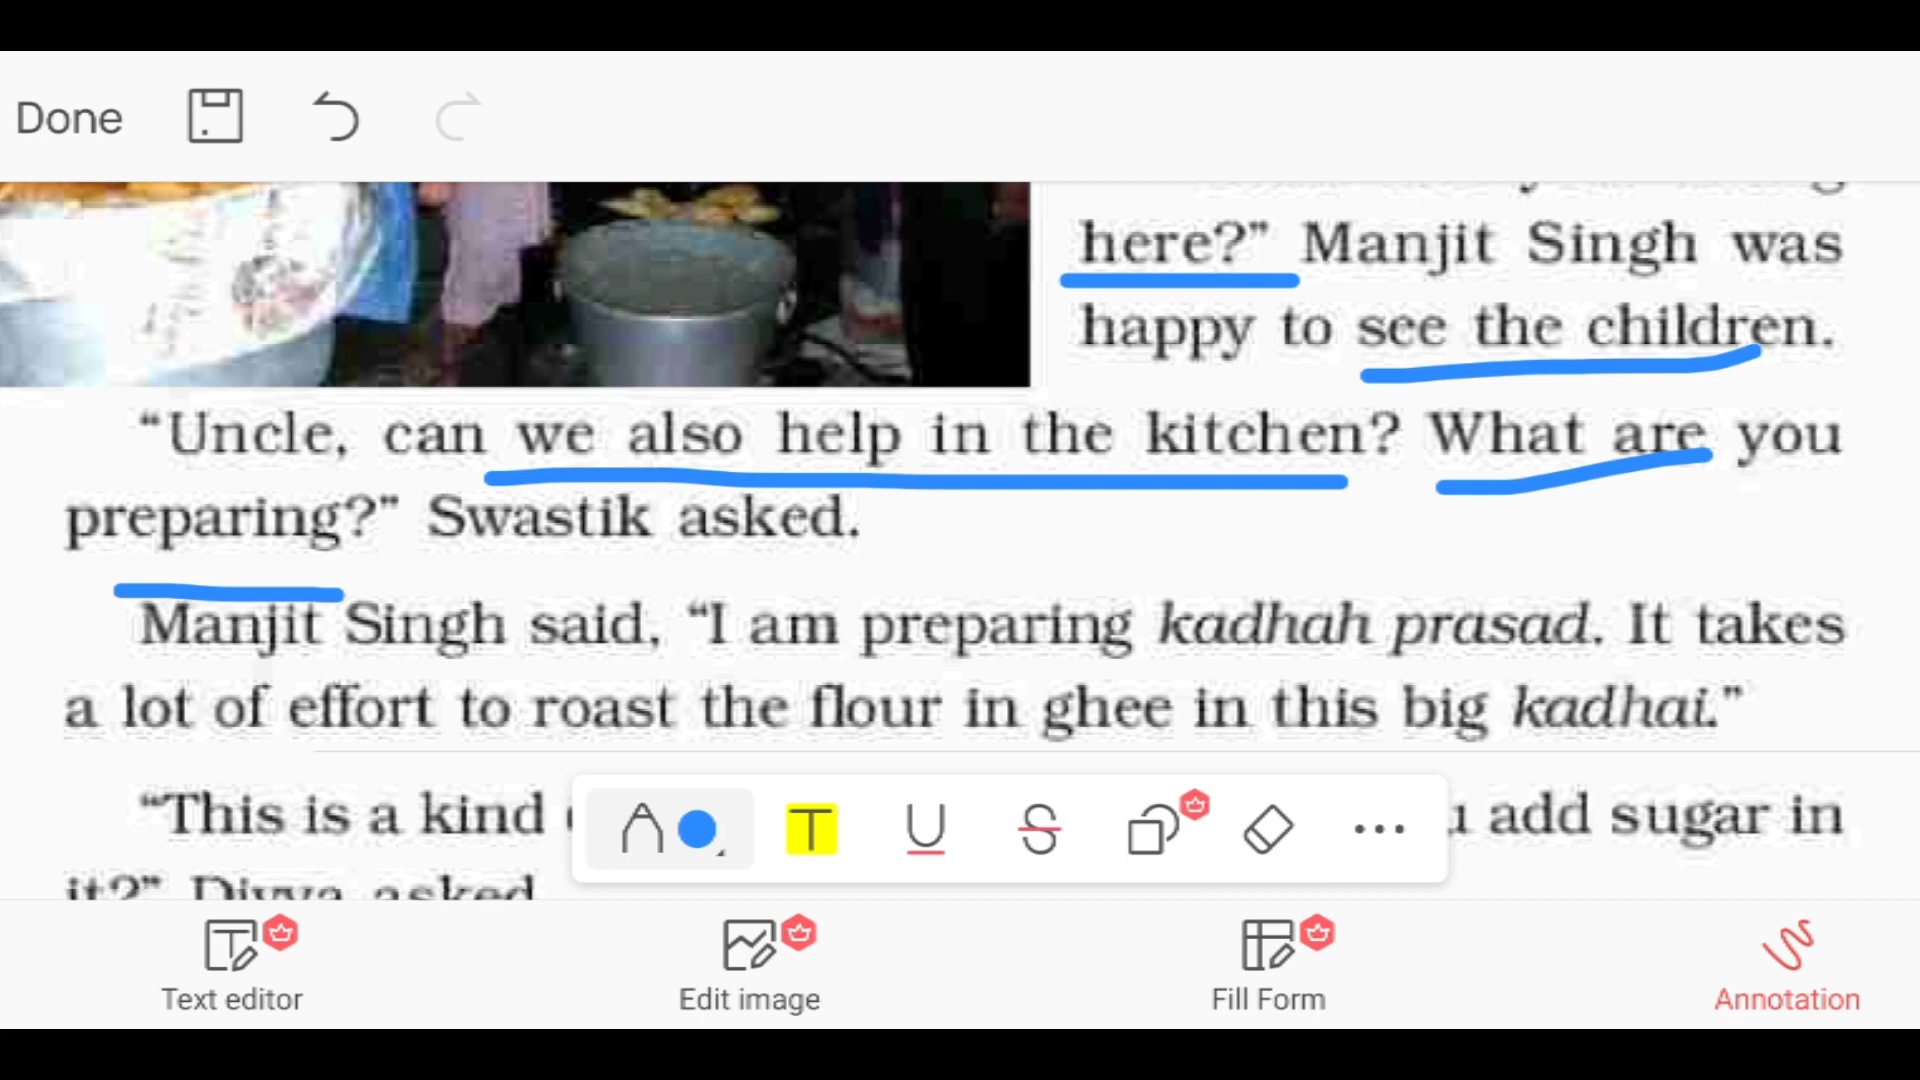 Done
here?” Manjit Singh was
happy to see the children.
“Uncle, can we also help in the kitchen? What are you
preparing?” Swastik asked.
Manjit Singh said, “I am preparing kadhah prasad. It takes
a lot of effort to roast the flour in ghee in this big kadhai.”
“This is a kind add sugar in
it?” Divya asked
Text editor Edit image Fill Form Annotation